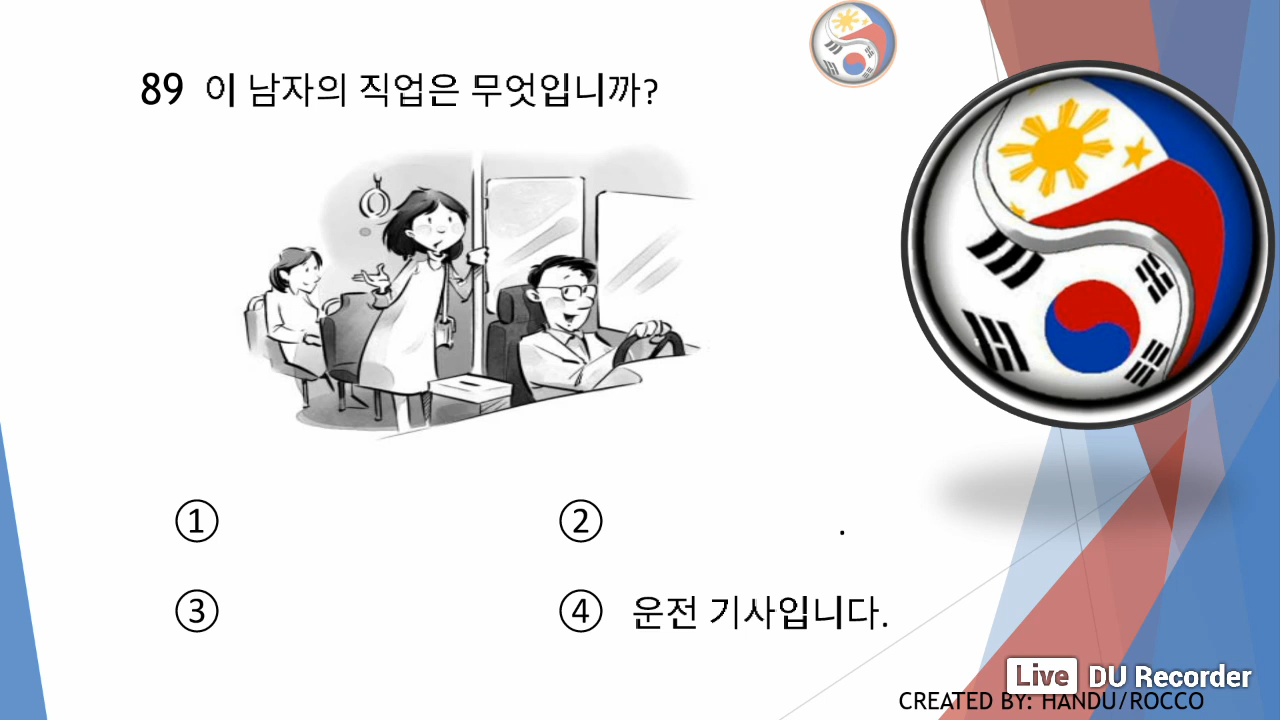 89 이 남자의 직업은 무엇입니까?
①
② .
③
④ 운전 기사입니다.
Live DU Recorder
CREATED BY: HANDU/ROCCO